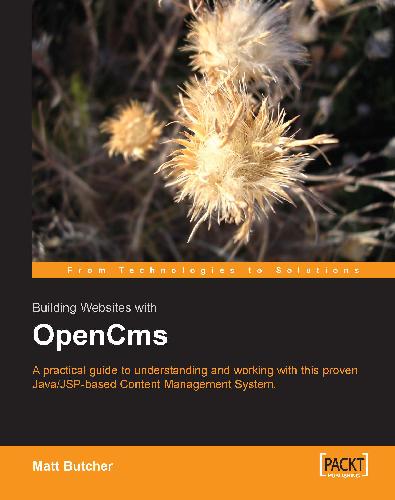 From Technologies to Solutions
Building Websites with
OpenCms
A practical guide to understanding and working with this proven
Java/JSP-based Content Management System.
Matt Butcher
PACKT
PUBLISHING